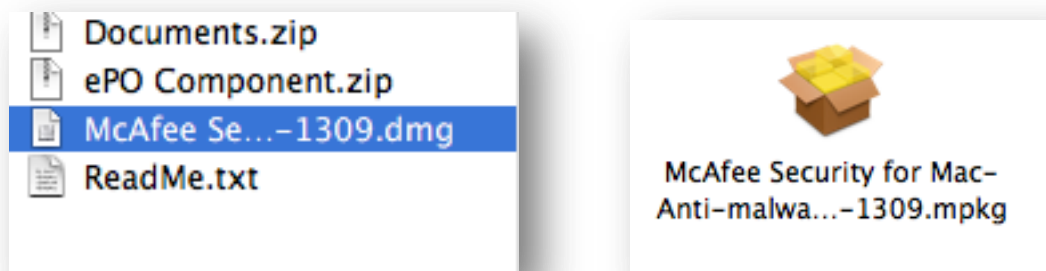 Documents.zip
ePO Component.zip
McAfee Se...-1309.dmg
ReadMe.txt
McAfee Security for Mac-
Anti-malwa...-1309.mpkg